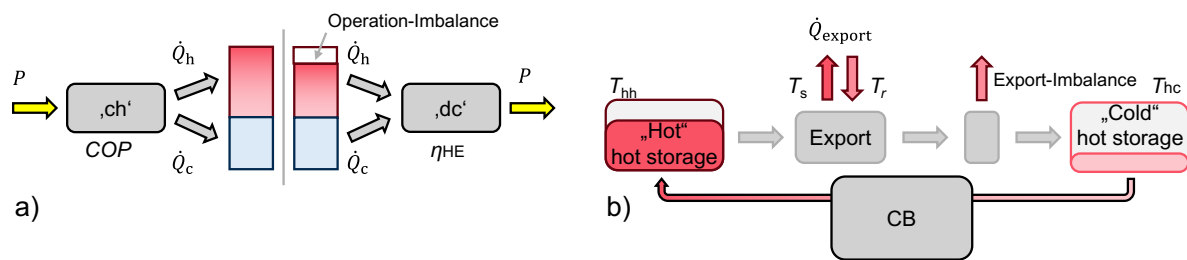 Operation-Imbalance
P
Q̇h
Q̇h
P
„ch‘
„dc‘
COP
Q̇c
Q̇c
ηHE
a)
Q̇export
Thh
Ts
Tr
Export-Imbalance
Thc
„Hot“
hot storage
Export
„Cold“
hot storage
CB
b)